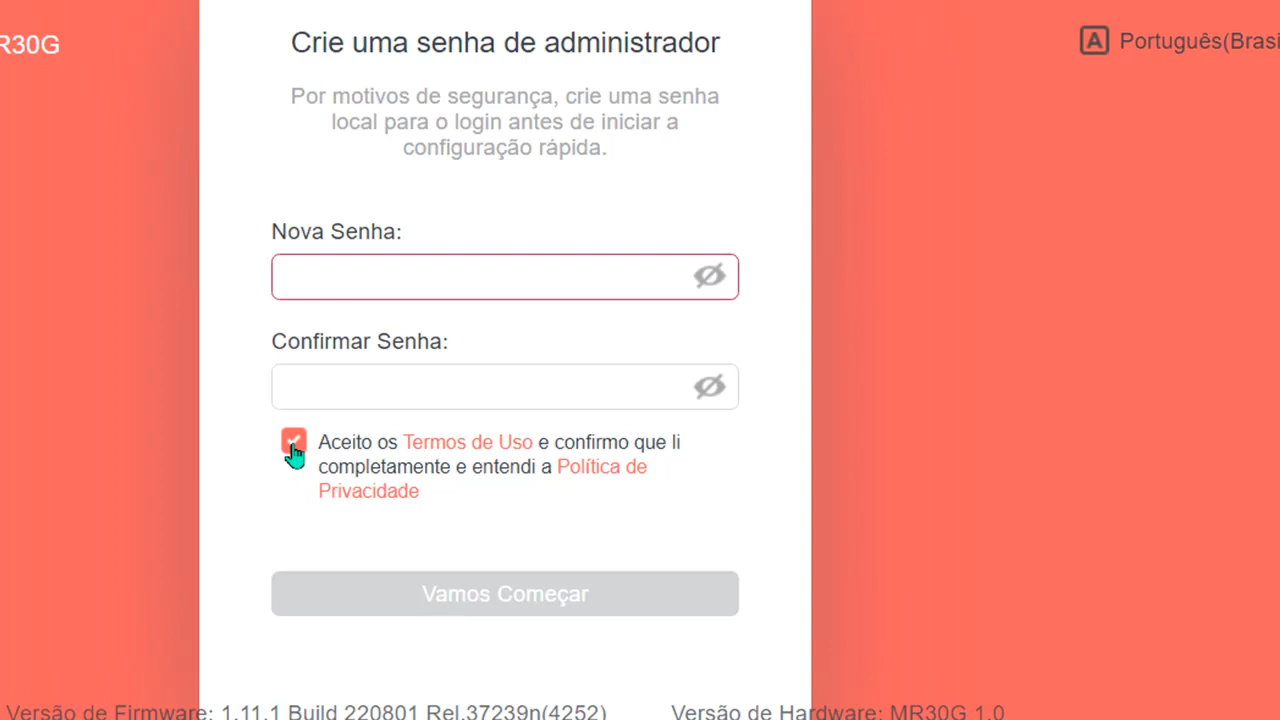 R30G
A Português(Brasi
Crie uma senha de administrador
Por motivos de segurança, crie uma senha
local para o login antes de iniciar a
configuração rápida.
Nova Senha:
Confirmar Senha:
Aceito os Termos de Uso e confirmo que li
completamente e entendi a Política de
Privacidade
Vamos Começar
Versão de Firmware: 1.11.1 Build 220801 Rel.37239n(4252) Versão de Hardware: MR30G 1.0